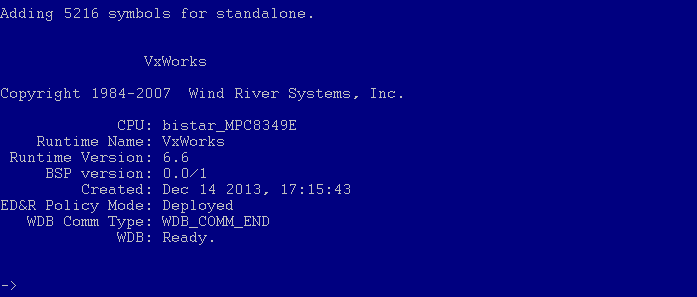 Adding 5216 symbols for standalone.
VxWorks
Copyright 1984-2007  Wind River Systems, Inc.
CPU: bistar_MPC8349E
Runtime Name: VxWorks
Runtime Version: 6.6
BSP version: 0.0/1
Created: Dec 14 2013, 17:15:43
ED&R Policy Mode: Deployed
WDB Comm Type: WDB_COMM_END
WDB: Ready.
->